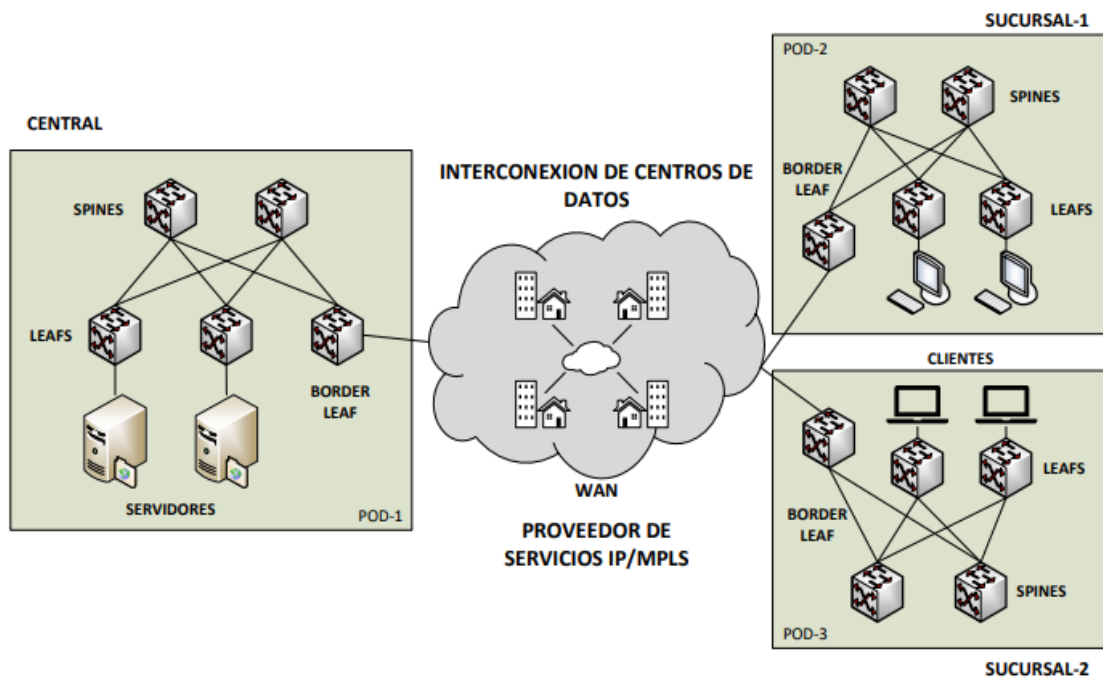 SUCURSAL-1
POD-2
SPINES
BORDER
LEAF
LEAFS
CENTRAL
SPINES
LEAFS
BORDER
LEAF
SERVIDORES
POD-1
INTERCONEXION DE CENTROS DE
DATOS
WAN
PROVEEDOR DE
SERVICIOS IP/MPLS
CLIENTES
LEAFS
BORDER
LEAF
SPINES
POD-3
SUCURSAL-2